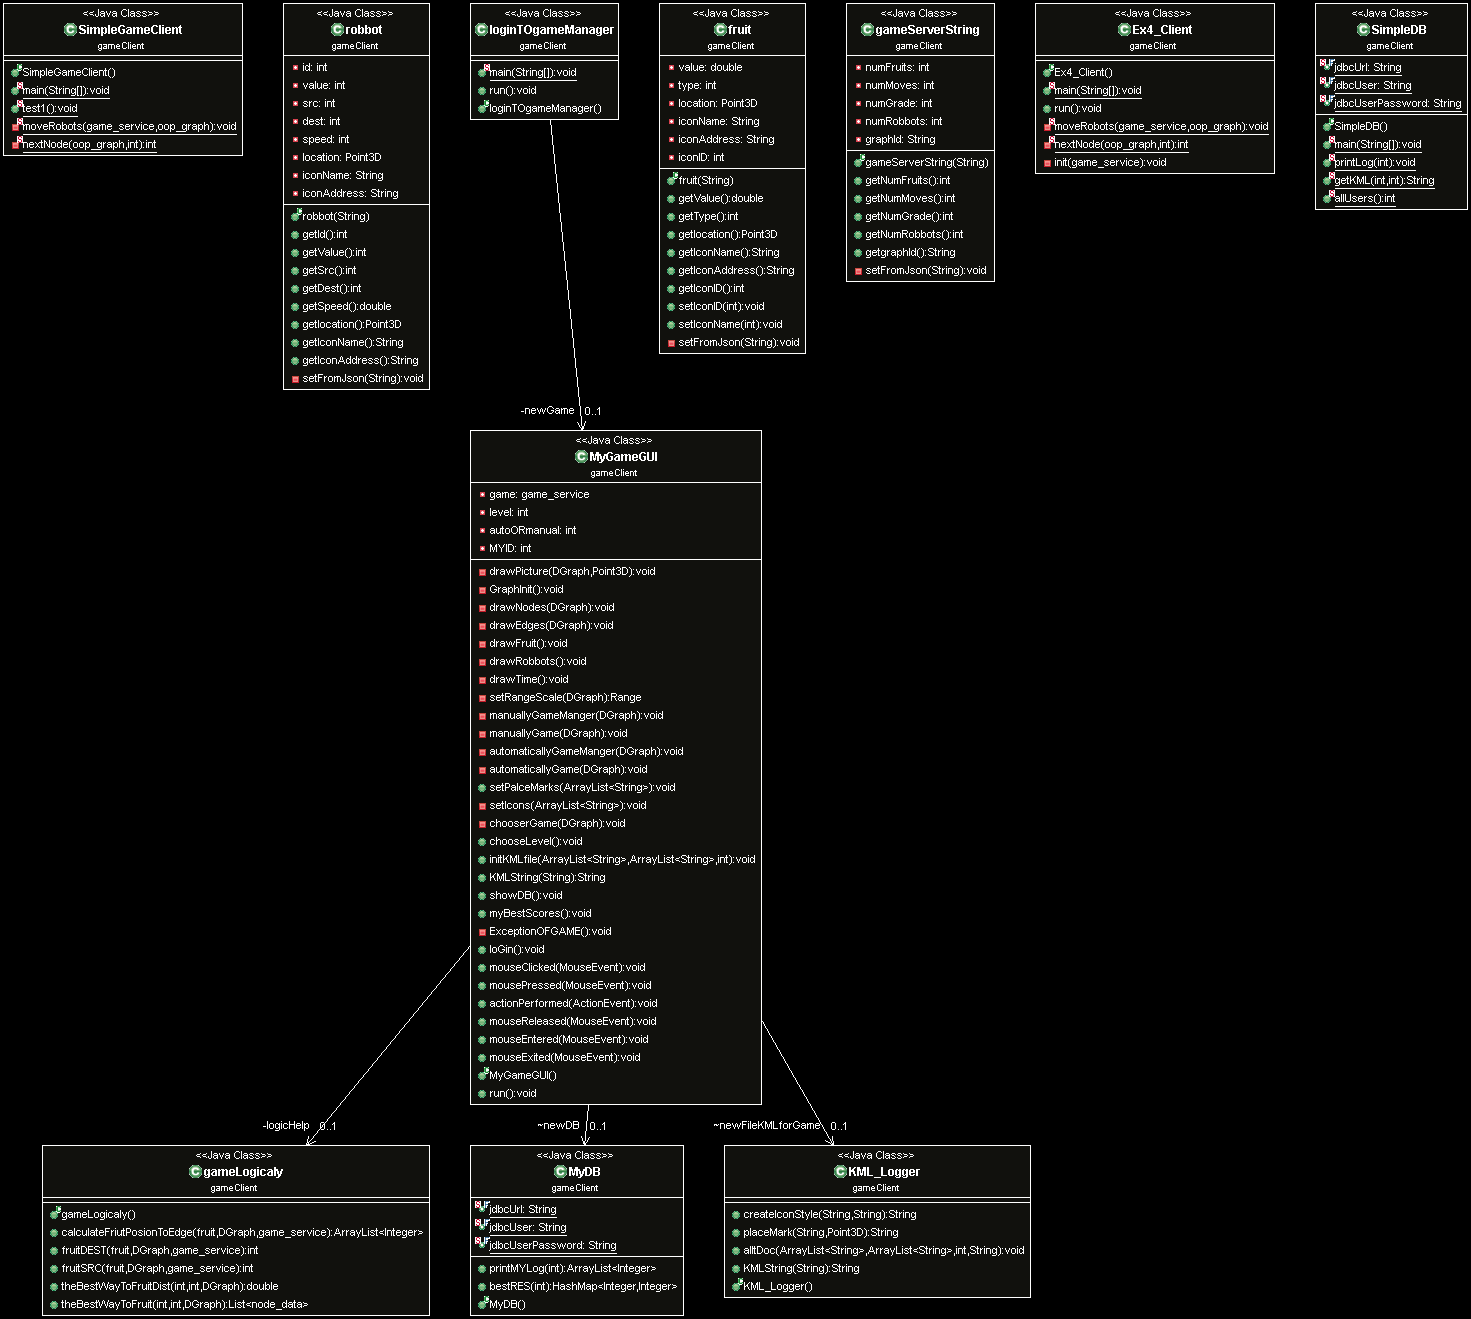 <<Java Class>>
SimpleGameClient
gameClient
SimpleGameClient()
main(String[]):void
test1():void
moveRobots(game_service,oop_graph):void
nextNode(oop_graph,int):int
<<Java Class>>
robbot
gameClient
id: int
value: int
src: int
dest: int
speed: int
location: Point3D
iconName: String
iconAddress: String
robbot(String)
getId():int
getValue():int
getSrc():int
getDest():int
getSpeed():double
getlocation():Point3D
getIconName():String
getIconAddress():String
setFromJson(String):void
<<Java Class>>
loginTOgameManager
gameClient
main(String[]):void
run():void
loginTOgameManager()
<<Java Class>>
fruit
gameClient
value: double
type: int
location: Point3D
iconName: String
iconAddress: String
iconID: int
fruit(String)
getValue():double
getType():int
getlocation():Point3D
getIconName():String
getIconAddress():String
getIconID():int
setIconID(int):void
setIconName(int):void
setFromJson(String):void
<<Java Class>>
gameServerString
gameClient
numFruits: int
numMoves: int
numGrade: int
numRobbots: int
graphId: String
gameServerString(String)
getNumFruits():int
getNumMoves():int
getNumGrade():int
getNumRobbots():int
getgraphId():String
setFromJson(String):void
<<Java Class>>
Ex4_Client
gameClient
Ex4_Client()
main(String[]):void
run():void
moveRobots(game_service,oop_graph):void
nextNode(oop_graph,int):int
init(game_service):void
<<Java Class>>
SimpleDB
gameClient
jdbcUrl: String
jdbcUser: String
jdbcUserPassword: String
SimpleDB()
main(String[]):void
printLog(int):void
getKML(int,int):String
allUsers():int
-newGame 0..1
<<Java Class>>
MyGameGUI
gameClient
game: game_service
level: int
autoORmanual: int
MYID: int
drawPicture(DGraph,Point3D):void
GraphInit():void
drawNodes(DGraph):void
drawEdges(DGraph):void
drawFruit():void
drawRobbots():void
drawTime():void
setRangeScale(DGraph):Range
manuallyGameManger(DGraph):void
manuallyGame(DGraph):void
automaticallyGameManger(DGraph):void
automaticallyGame(DGraph):void
setPalceMarks(ArrayList<String>):void
setIcons(ArrayList<String>):void
chooserGame(DGraph):void
chooseLevel():void
initKMLfile(ArrayList<String>,ArrayList<String>,int):void
KMLString(String):String
showDB():void
myBestScores():void
ExceptionOFGAME():void
loGin():void
mouseClicked(MouseEvent):void
mousePressed(MouseEvent):void
actionPerformed(ActionEvent):void
mouseReleased(MouseEvent):void
mouseEntered(MouseEvent):void
mouseExited(MouseEvent):void
MyGameGUI()
run():void
-logicHelp 0..1
~newDB 0..1
~newFileKMLforGame 0..1
<<Java Class>>
gameLogicaly
gameClient
gameLogicaly()
calculateFriutPosionToEdge(fruit,DGraph,game_service):ArrayList<Integer>
fruitDEST(fruit,DGraph,game_service):int
fruitSRC(fruit,DGraph,game_service):int
theBestWayToFruitDist(int,int,DGraph):double
theBestWayToFruit(int,int,DGraph):List<node_data>
<<Java Class>>
MyDB
gameClient
jdbcUrl: String
jdbcUser: String
jdbcUserPassword: String
printMYLog(int):ArrayList<Integer>
bestRES(int):HashMap<Integer,Integer>
MyDB()
<<Java Class>>
KML_Logger
gameClient
createIconStyle(String,String):String
placeMark(String,Point3D):String
alltDoc(ArrayList<String>,ArrayList<String>,int,String):void
KMLString(String):String
KML_Logger()